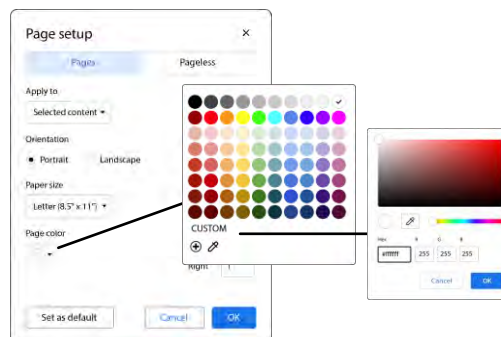 Page setup
Pages
Pageless
Apply to
Selected content
Orientation
Portrait
Landscape
Paper size
Letter (8.5" x 11")
Page color
Right
1
Set as default
Cancel
OK
CUSTOM
Hex
R
G
B
#ffffff
255
255
255
Cancel
OK